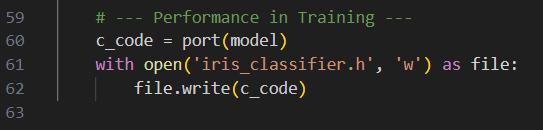 59 # --- Performance in Training ---
60 c_code = port(model)
61 with open('iris_classifier.h', 'w') as file:
62 file.write(c_code)
63